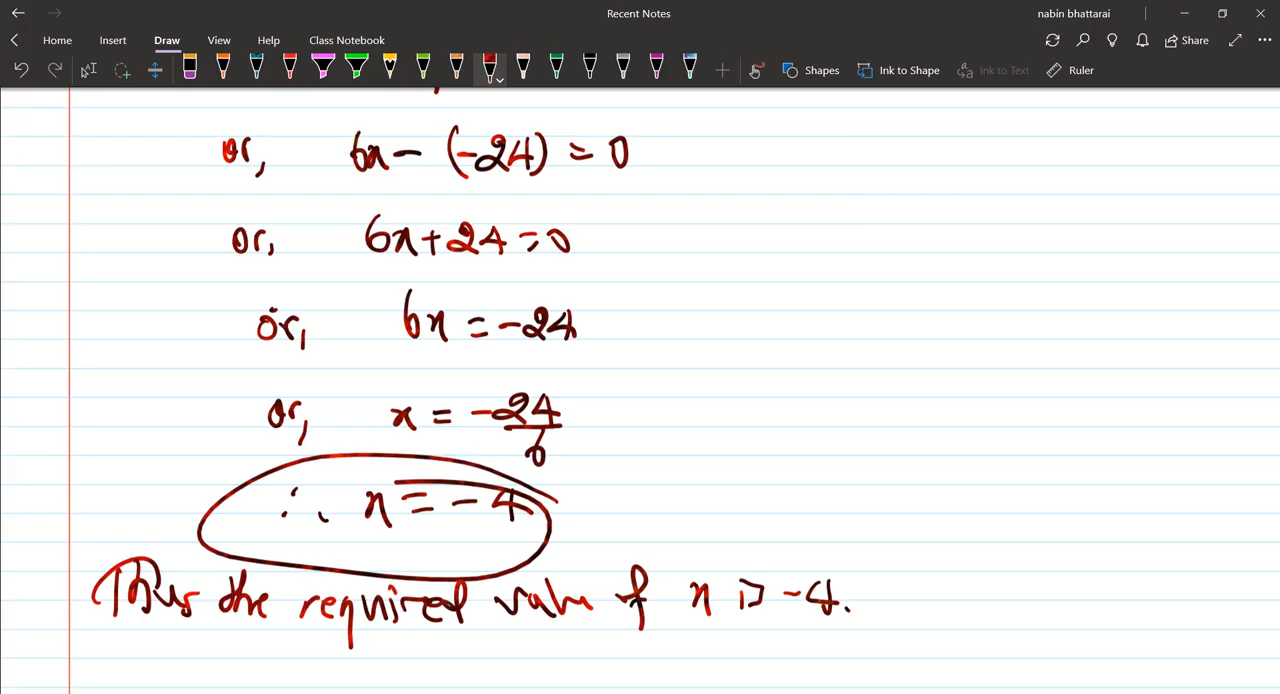 Recent Notes
nabin bhattarai
Home Insert Draw View Help Class Notebook
Share
Shapes Ink to Shape Ink to Text Ruler
or, 6x - (-24) = 0
or, 6x + 24 = 0
or, 6x = -24
or, x = -24/6
∴ x = -4
Thus the required value of x is -4.